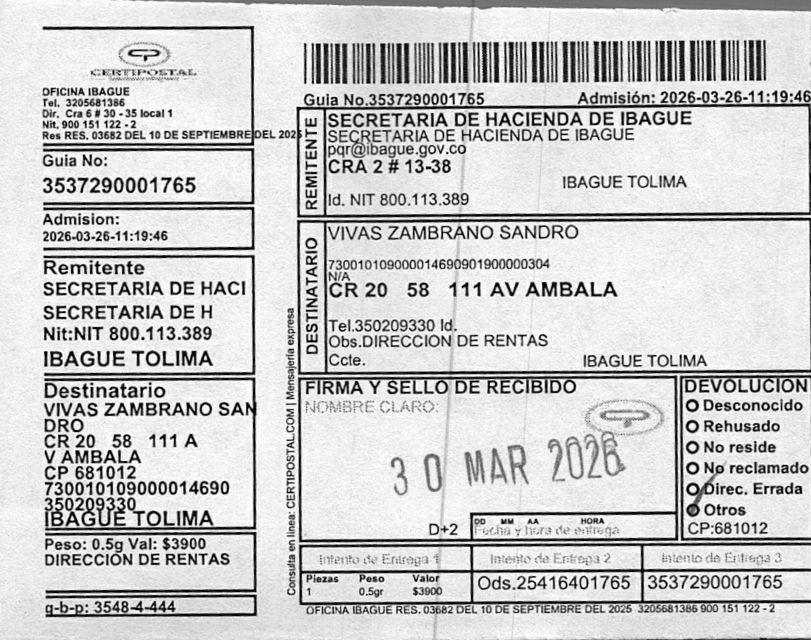 CERTIPOSTAL
OFICINA IBAGUE
Tel. 3205681386
Dir. Cra 6 # 30 - 35 local 1
Nit. 900 151 122 - 2
Res RES. 03682 DEL 10 DE SEPTIEMBRE DEL 2025
Guia No:
3537290001765
Admision:
2026-03-26-11:19:46
Remitente
SECRETARIA DE HACI
SECRETARIA DE H
Nit:NIT 800.113.389
IBAGUE TOLIMA
Destinatario
VIVAS ZAMBRANO SAN
DRO
CR 20 58 111 A
V AMBALA
CP 681012
730010109000014690
350209330
IBAGUE TOLIMA
Peso: 0.5g Val: $3900
DIRECCIÓN DE RENTAS
g-b-p: 3548-4-444
Consulta en linea: CERTIPOSTAL.COM | Mensajería expresa
Guia No.3537290001765 Admisión: 2026-03-26-11:19:46
REMITENTE
SECRETARIA DE HACIENDA DE IBAGUE
SECRETARIA DE HACIENDA DE IBAGUE
pqr@ibague.gov.co
CRA 2 # 13-38
IBAGUE TOLIMA
Id. NIT 800.113.389
DESTINATARIO
VIVAS ZAMBRANO SANDRO
730010109000014690901900000304
N/A
CR 20 58 111 AV AMBALA
Tel.350209330 Id.
Obs.DIRECCION DE RENTAS
Ccte. IBAGUE TOLIMA
FIRMA Y SELLO DE RECIBIDO
NOMBRE CLARO:
30 MAR 2026
D+2
DD MM AA HORA
Fecha y hora de entrega
DEVOLUCION
Desconocido
Rehusado
No reside
No reclamado
Direc. Errada
Otros
CP:681012
Intento de Entrega 1 Intento de Entrega 2 Intento de Entrega 3
Piezas Peso Valor
1 0.5gr $3900
Ods.25416401765
3537290001765
OFICINA IBAGUE RES. 03682 DEL 10 DE SEPTIEMBRE DEL 2025 3205681386 900 151 122 - 2